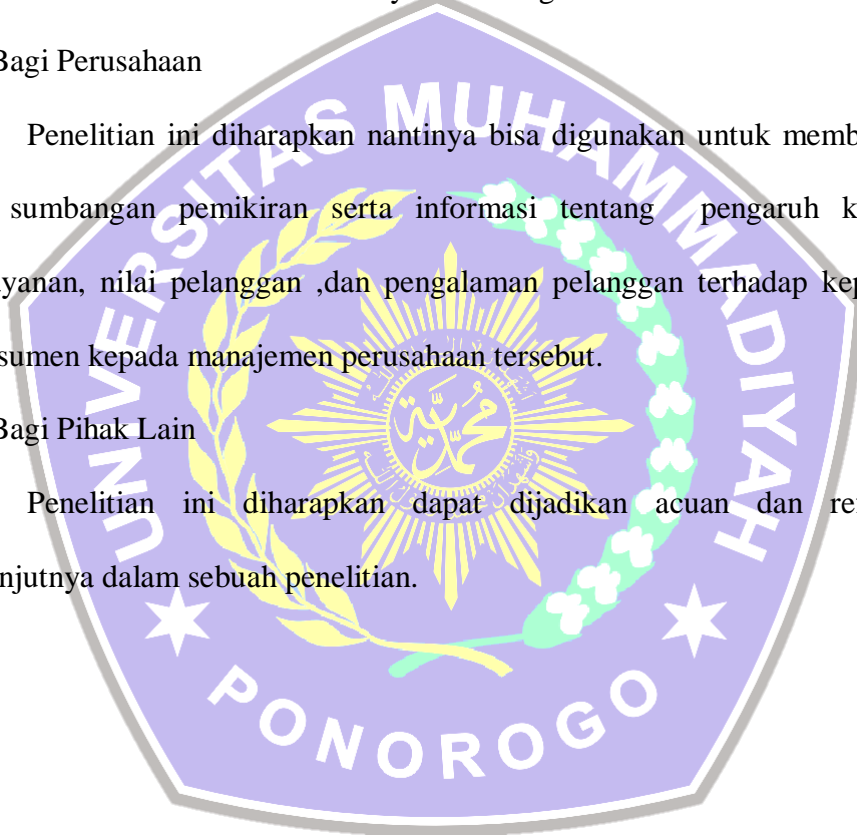 Bagi Perusahaan
Penelitian ini diharapkan nantinya bisa digunakan untuk memb
sumbangan pemikiran serta informasi tentang pengaruh k
yanan, nilai pelanggan ,dan pengalaman pelanggan terhadap kep
sumen kepada manajemen perusahaan tersebut.
Bagi Pihak Lain
Penelitian ini diharapkan dapat dijadikan acuan dan re
njutnya dalam sebuah penelitian.
UNIVERSITAS MUHAMMADIYAH
PONOROGO
محمدية